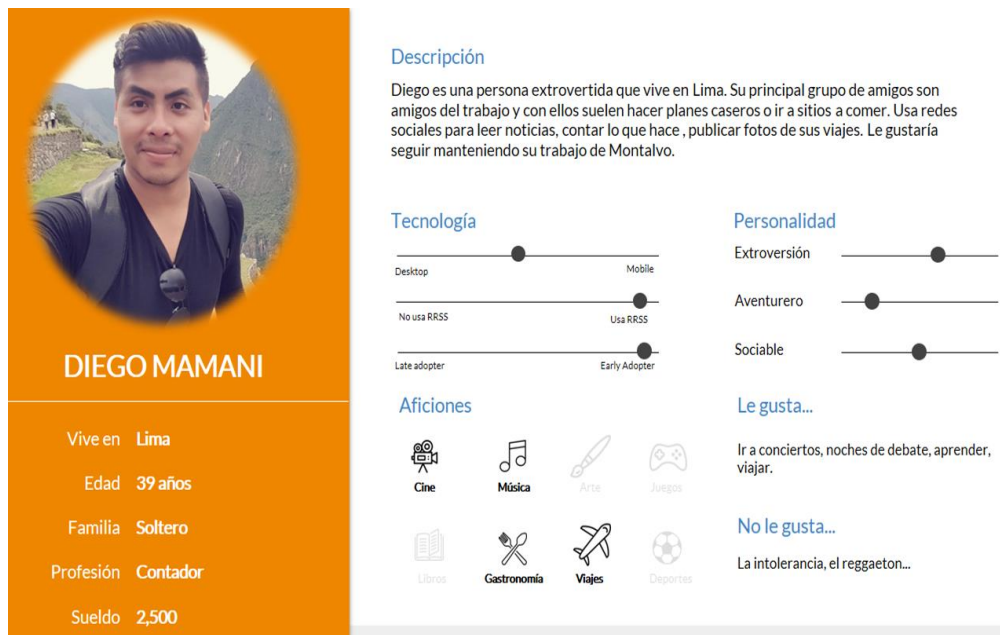 DIEGO MAMANI
Vive en Lima
Edad 39 años
Familia Soltero
Profesión Contador
Sueldo 2,500
Descripción
Diego es una persona extrovertida que vive en Lima. Su principal grupo de amigos son
amigos del trabajo y con ellos suelen hacer planes caseros o ir a sitios a comer. Usa redes
sociales para leer noticias, contar lo que hace , publicar fotos de sus viajes. Le gustaría
seguir manteniendo su trabajo de Montalvo.
Tecnología
Desktop Mobile
No usa RRSS Usa RRSS
Late adopter Early Adopter
Personalidad
Extroversión
Aventurero
Sociable
Aficiones
Cine Música Arte Juegos
Libros Gastronomía Viajes Deportes
Le gusta...
Ir a conciertos, noches de debate, aprender,
viajar.
No le gusta...
La intolerancia, el reggaeton...